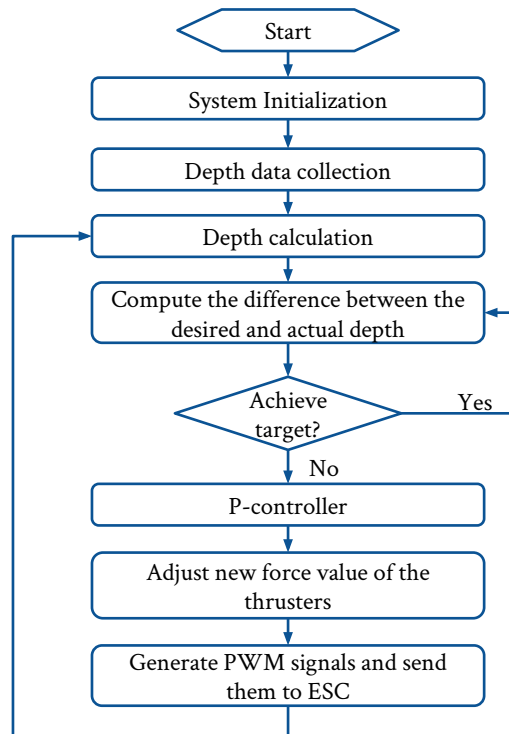 Start
System Initialization
Depth data collection
Depth calculation
Compute the difference between the
desired and actual depth
Achieve
target?
Yes
No
P-controller
Adjust new force value of the
thrusters
Generate PWM signals and send
them to ESC